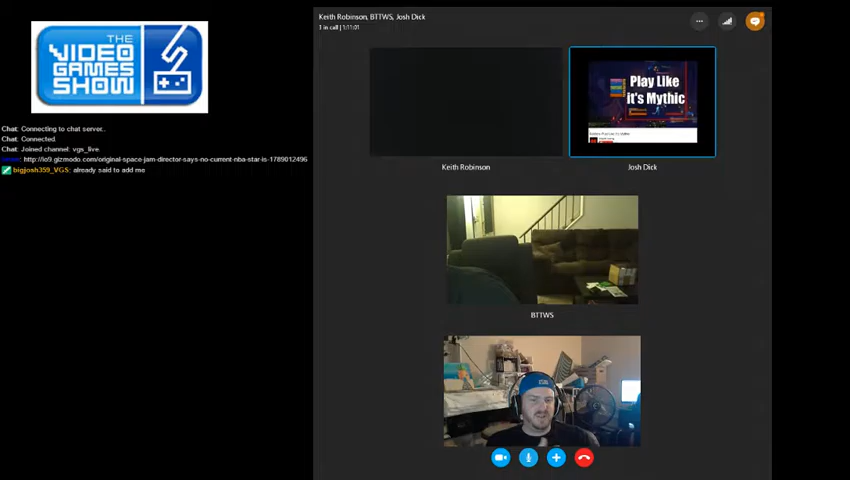 THE
VIDEO
GAMES
SHOW
Chat: Connecting to chat server..
Chat: Connected.
Chat: Joined channel: vgs_live.
http://io9.gizmodo.com/original-space-jam-director-says-no-current-nba-star-is-1789012496
bigjosh359_VGS: already said to add me
Keith Robinson, BTTWS, Josh Dick
1 in call | 1:11:01
Play Like
it's Mythic
Keith Robinson
Josh Dick
BTTWS